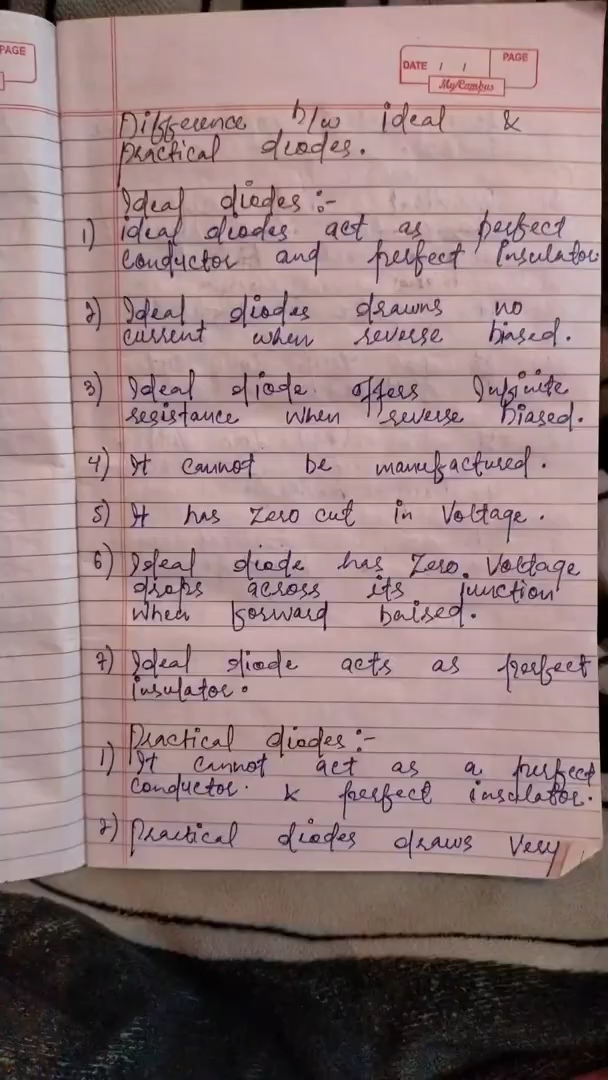 PAGE
DATE / / PAGE
My Campus
Difference b/w ideal &
practical diodes.
Ideal diodes :-
1) ideal diodes act as perfect
conductor and perfect insulator.
2) Ideal diodes drawns no
current when reverse biased.
3) Ideal diode offers Infinite
resistance when reverse biased.
4) It cannot be manufactured.
5) It has zero cut in Voltage.
6) Ideal diode has zero Voltage
drops across its junction
when forward baised.
7) Ideal diode acts as perfect
insulator.
Practical diodes :-
1) It cannot act as a perfect
conductor & perfect insulator.
2) Practical diodes draws very